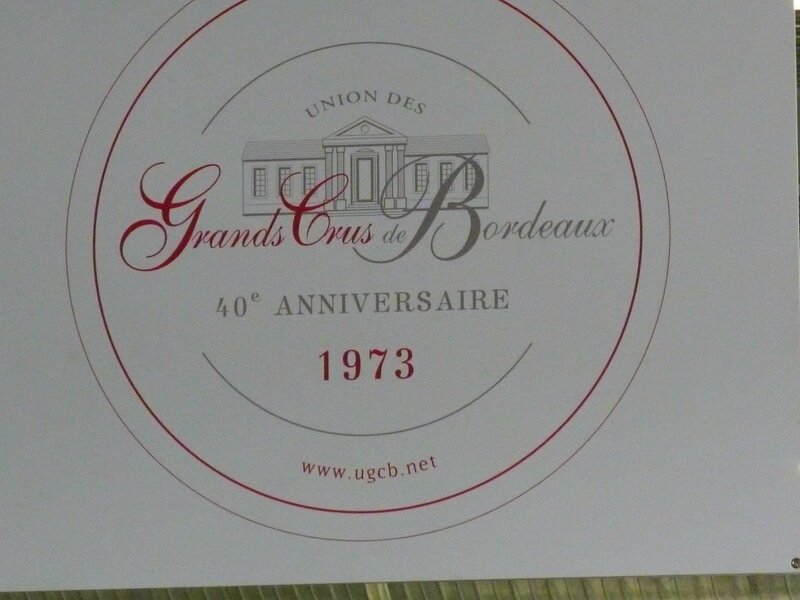 UNION DES
Grands Crus de Bordeaux
40e ANNIVERSAIRE
1973
www.ugcb.net